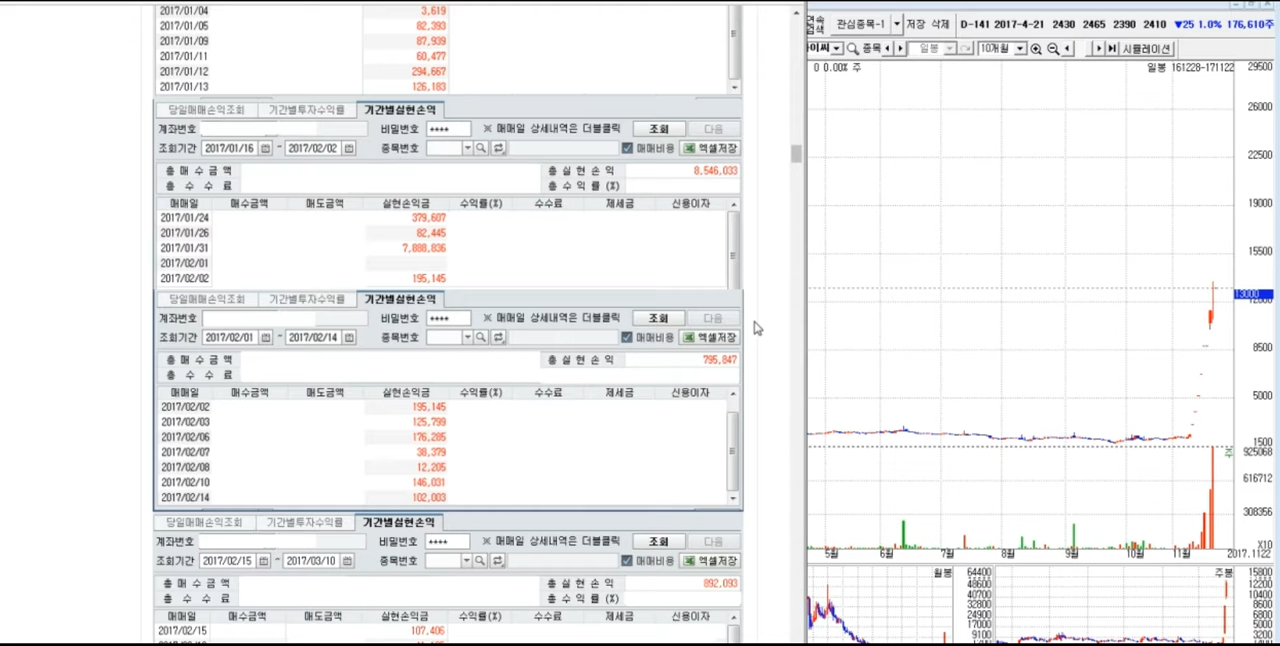 2017/01/04 3,619
2017/01/05 82,393
2017/01/09 87,939
2017/01/11 60,477
2017/01/12 294,667
2017/01/13 126,183
당일매매손익조회 기간별투자수익률 기간별실현손익
계좌번호 비밀번호 **** ※ 매매일 상세내역은 더블클릭 조회 다음
조회기간 2017/01/16 ~ 2017/02/02 종목번호 매매비용 엑셀저장
총 매 수 금 액 총 실 현 손 익 8,546,033
총 수 수 료 총 수 익 률 (%)
매매일 매수금액 매도금액 실현손익금 수익률(%) 수수료 제세금 신용이자
2017/01/24 379,607
2017/01/26 82,445
2017/01/31 7,888,836
2017/02/01
2017/02/02 195,145
당일매매손익조회 기간별투자수익률 기간별실현손익
계좌번호 비밀번호 **** ※ 매매일 상세내역은 더블클릭 조회 다음
조회기간 2017/02/01 ~ 2017/02/14 종목번호 매매비용 엑셀저장
총 매 수 금 액 총 실 현 손 익 795,847
총 수 수 료
매매일 매수금액 매도금액 실현손익금 수익률(%) 수수료 제세금 신용이자
2017/02/02 195,145
2017/02/03 125,799
2017/02/06 176,285
2017/02/07 38,379
2017/02/08 12,205
2017/02/10 146,031
2017/02/14 102,003
당일매매손익조회 기간별투자수익률 기간별실현손익
계좌번호 비밀번호 **** ※ 매매일 상세내역은 더블클릭 조회 다음
조회기간 2017/02/15 ~ 2017/03/10 종목번호 매매비용 엑셀저장
총 매 수 금 액 총 실 현 손 익 892,093
총 수 수 료 총 수 익 률 (%)
매매일 매수금액 매도금액 실현손익금 수익률(%) 수수료 제세금 신용이자
2017/02/15 107,406
연속 검색 관심종목-1 저장 삭제 D-141 2017-4-21 2430 2465 2390 2410 ▼25 1.0% 176,610주
종목 일봉 10개월 시뮬레이션
0 0.00% 주 일봉 161228-171122 29500
26000
22500
19000
15500
13000
12000
8500
5000
1500
주 925068
616712
308356
X10
5월 6월 7월 8월 9월 10월 11월 2017.1122
월봉 64400 주봉 15800
48600 12200
40700 10400
32800 8600
24900 6800
17000 5000
9100 3200